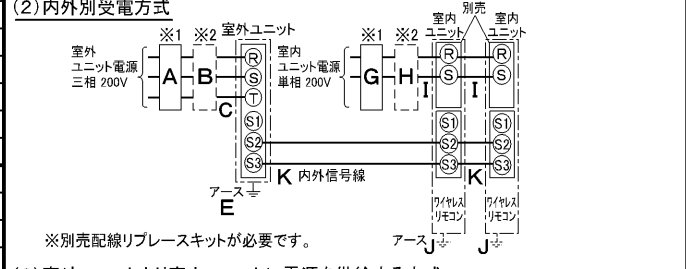 (2)内外別受電方式
別売
※1 ※2 室外ユニット
※1 ※2
室内ユニット
室内ユニット
室外
ユニット電源
三相 200V
A
B
C
R
S
T
S1
S2
S3
室内
ユニット電源
単相 200V
G
H
I
R
S
I
R
S
S1
S2
S3
S1
S2
S3
K 内外信号線
K
アース
E
ワイヤレス
リモコン
ワイヤレス
リモコン
※別売配線リプレースキットが必要です。
アース J
J